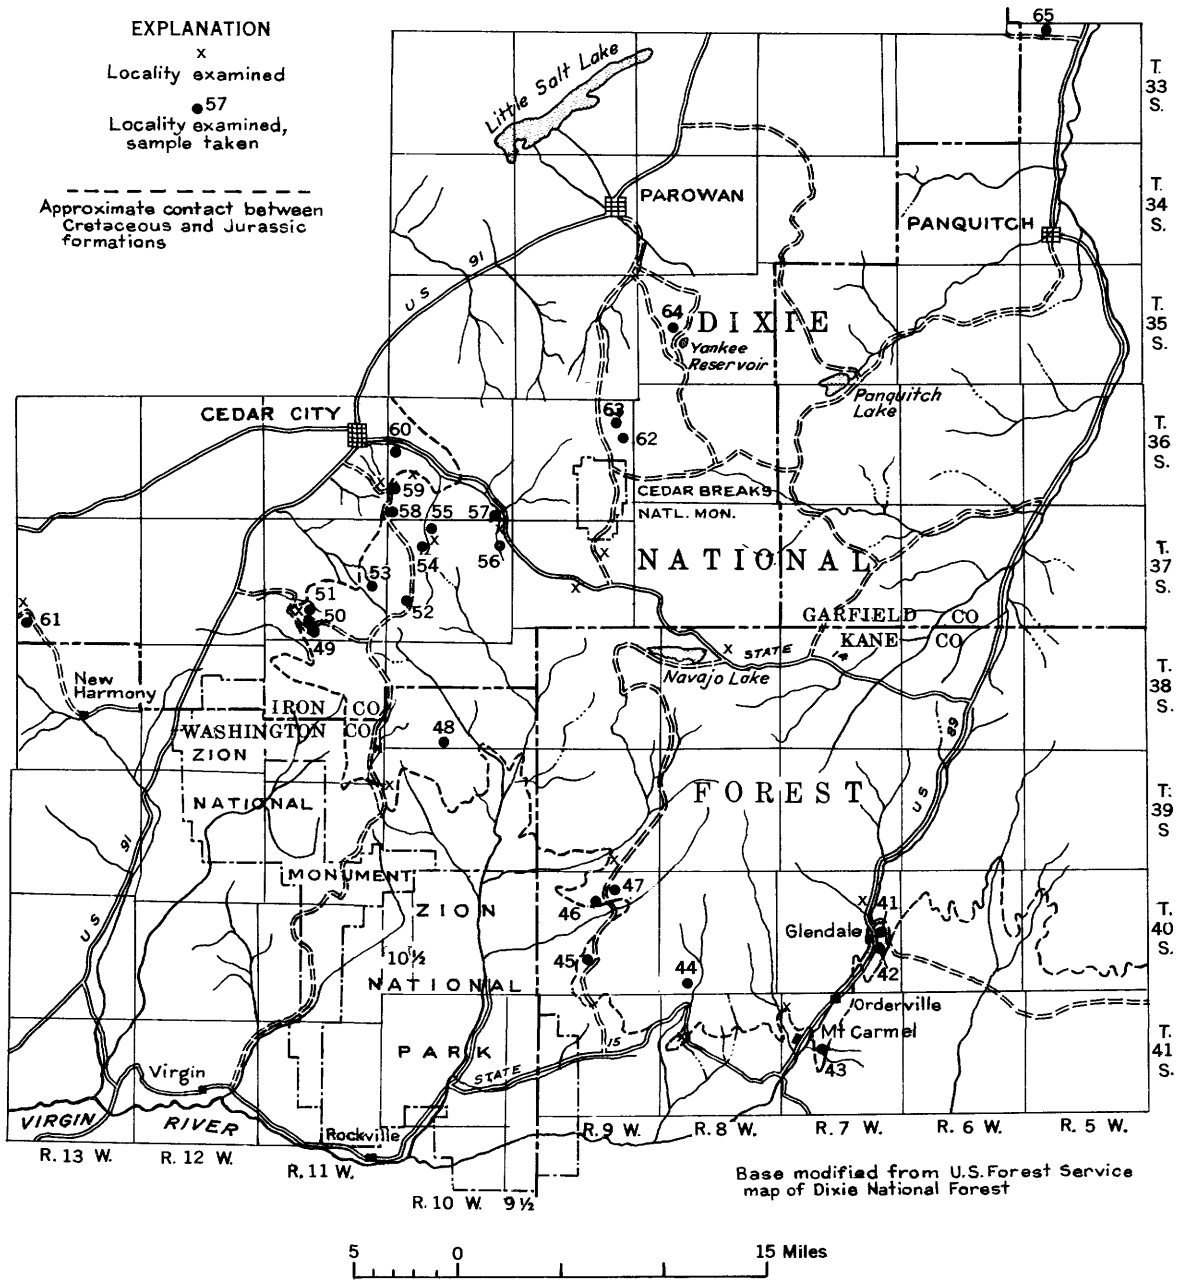 EXPLANATION
x
Locality examined
57
Locality examined,
sample taken
Approximate contact between
Cretaceous and Jurassic
formations
65
T.
33
S.
Little Salt Lake
PAROWAN
T.
34
S.
PANQUITCH
US 91
64
DIXIE
Yankee
Reservoir
T.
35
S.
Panquitch
Lake
CEDAR CITY
60
63
62
T.
36
S.
59
58
55
57
CEDAR BREAKS
NATL. MON.
54
56
NATIONAL
T.
37
S.
53
51
50
52
61
49
GARFIELD CO
KANE CO
STATE 14
Navajo Lake
T.
38
S.
New
Harmony
IRON CO
WASHINGTON CO
48
US 89
ZION
NATIONAL
MONUMENT
FOREST
T.
39
S
US 91
47
46
41
Glendale
42
T.
40
S.
ZION
10½
NATIONAL
PARK
45
44
Orderville
Mt Carmel
43
T.
41
S.
15
STATE
Virgin
VIRGIN RIVER
Rockville
R. 13 W.
R. 12 W.
R. 11 W.
R. 10 W.
9½
R. 9 W.
R. 8 W.
R. 7 W.
R. 6 W.
R. 5 W.
Base modified from U.S. Forest Service
map of Dixie National Forest
5 0 15 Miles